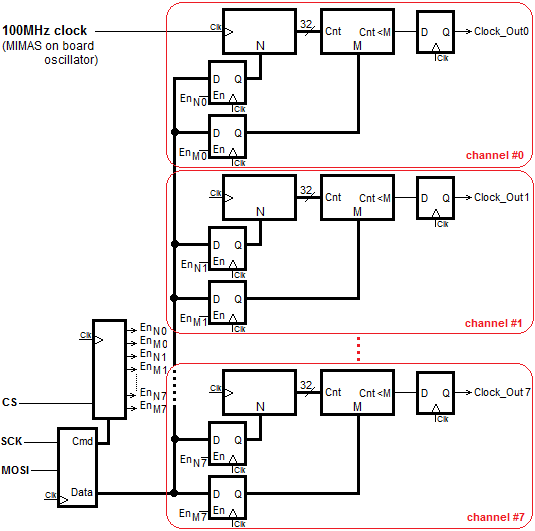 Clk 32 Cnt Cnt <M D Q Clock_Out0
100MHz clock
(MIMAS on board
oscillator)
N M Clk
D Q
En N0 En
Clk
D Q
En M0 En
Clk
channel #0
Clk 32 Cnt Cnt <M D Q Clock_Out1
N M Clk
D Q
En N1 En
Clk
D Q
En M1 En
Clk
channel #1
Clk
En N0
En M0
En N1
En M1
En N7
En M7
CS
Clk 32 Cnt Cnt <M D Q Clock_Out7
N M Clk
D Q
En N7 En
Clk
SCK Cmd
MOSI
Clk Data
D Q
En M7 En
Clk
channel #7